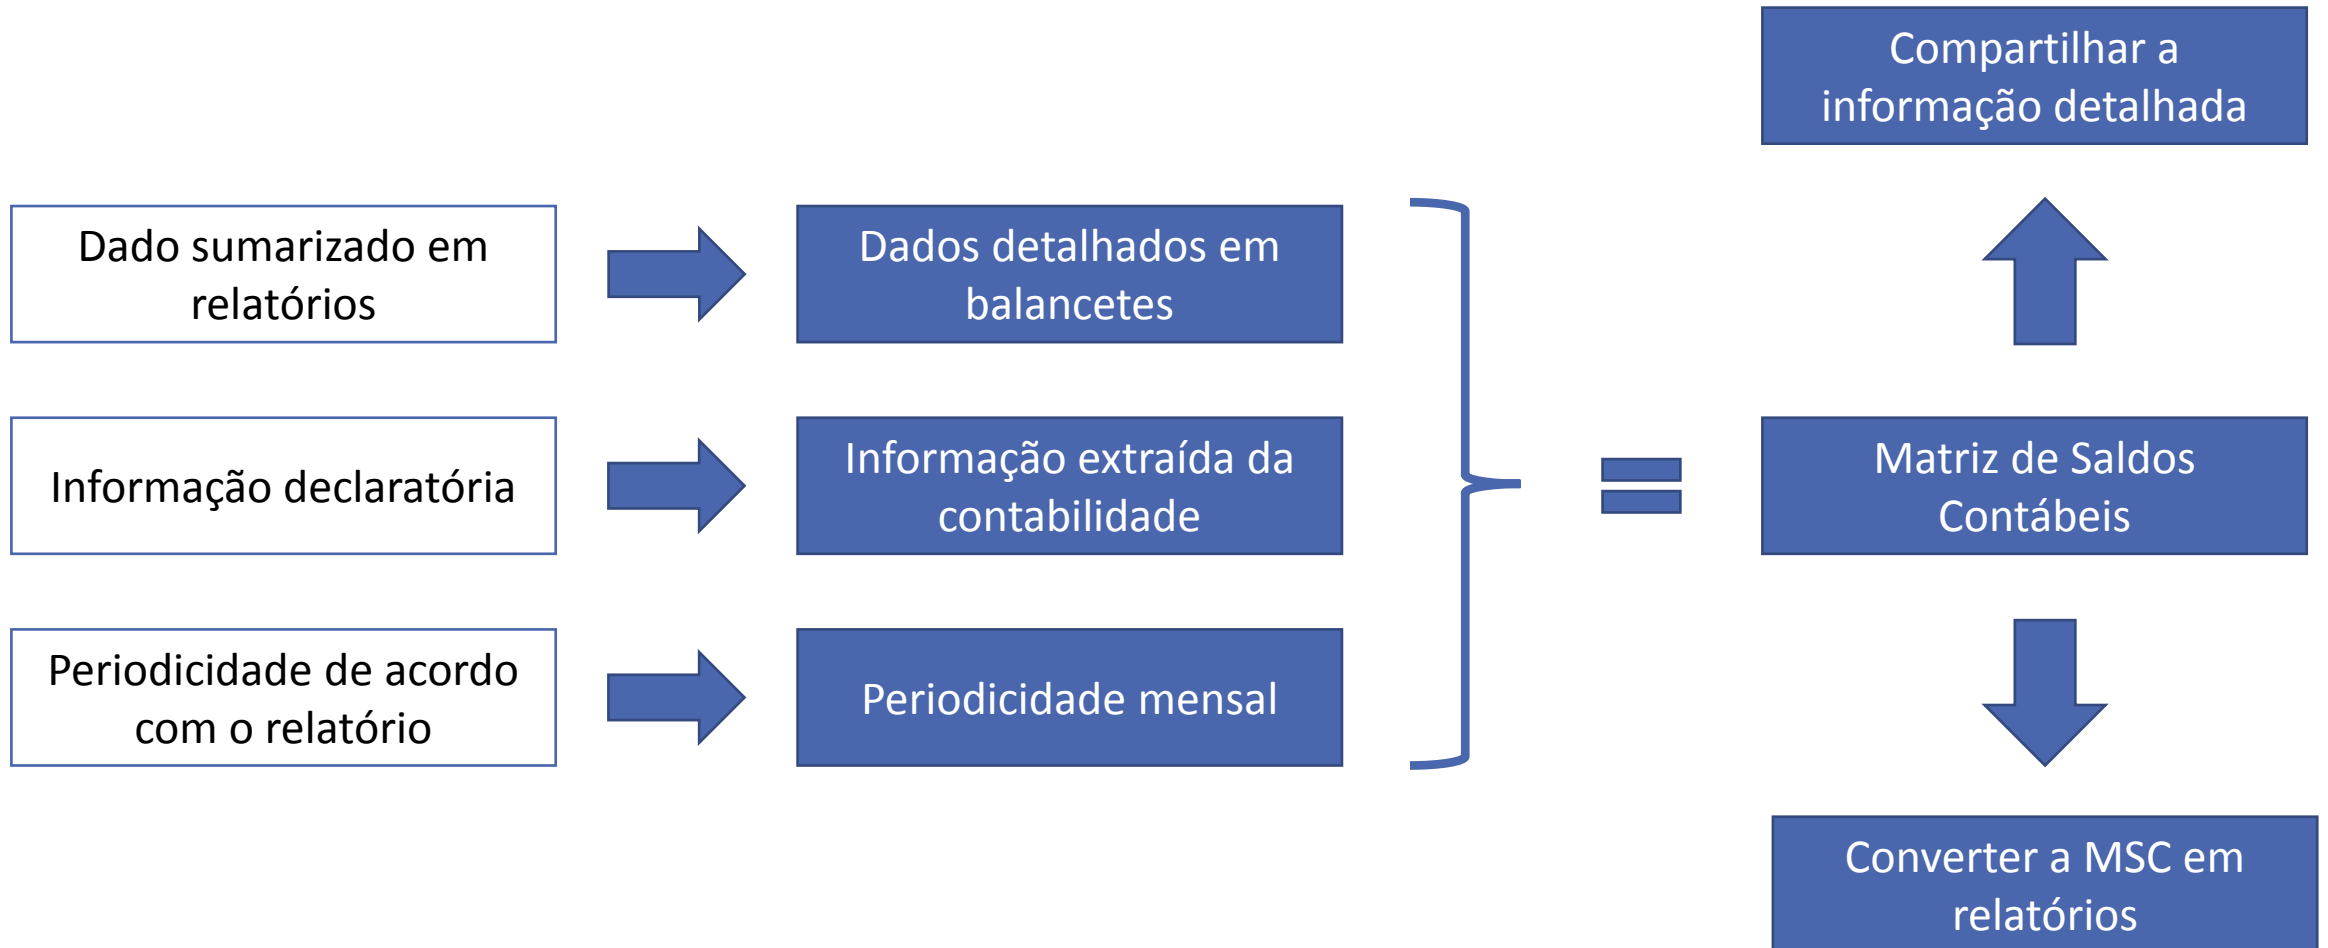 Compartilhar a
informação detalhada
Dado sumarizado em
relatórios
Dados detalhados em
balancetes
Informação declaratória
Informação extraída da
contabilidade
Matriz de Saldos
Contábeis
Periodicidade de acordo
com o relatório
Periodicidade mensal
Converter a MSC em
relatórios